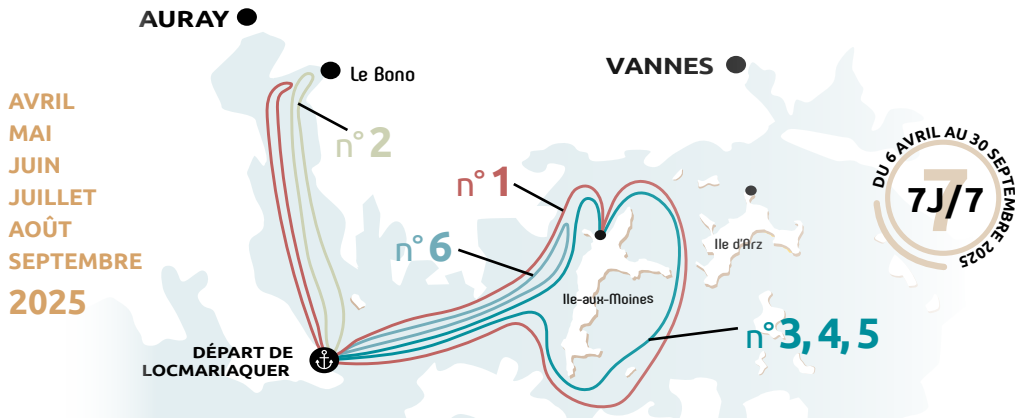 AURAY
Le Bono
VANNES
AVRIL
MAI
JUIN
JUILLET
AOÛT
SEPTEMBRE
2025
n° 2
n° 1
n° 6
Ile d'Arz
Ile-aux-Moines
n° 3, 4, 5
DÉPART DE
LOCMARIAQUER
DU 6 AVRIL AU 30 SEPTEMBRE 2025
7
7J/7